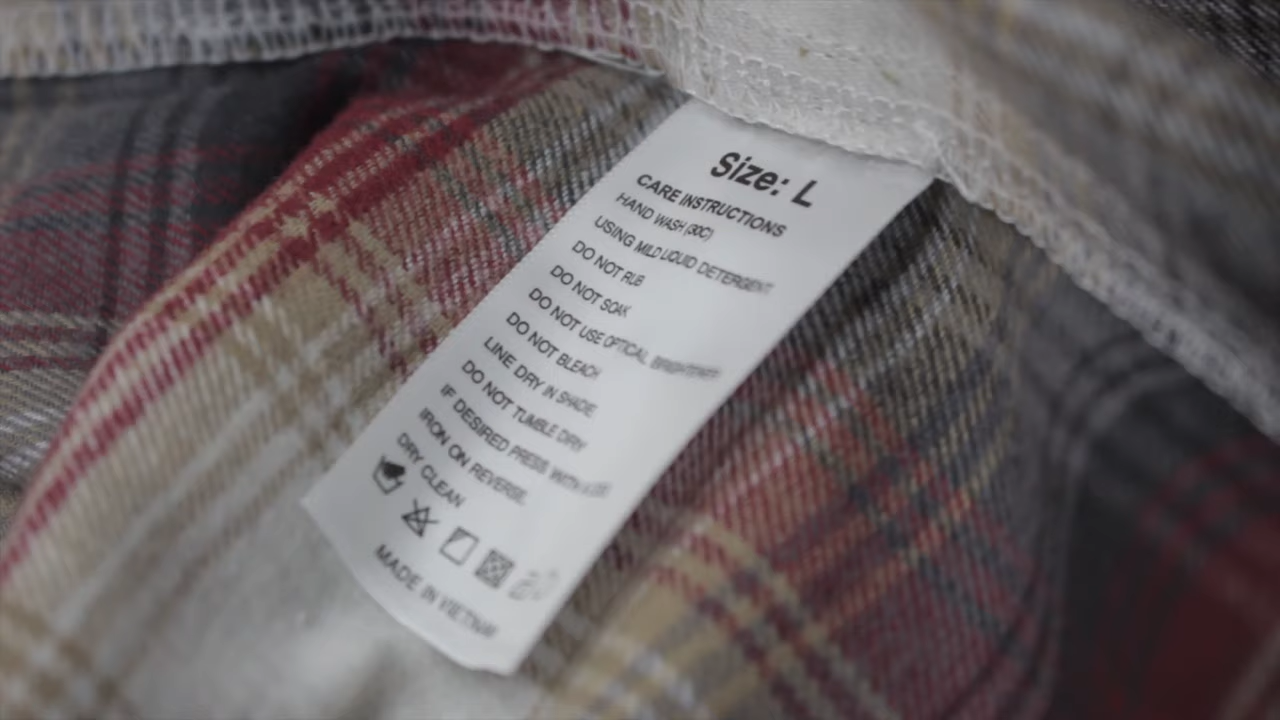 Size: L
CARE INSTRUCTIONS
HAND WASH (30C)
USING MILD LIQUID DETERGENT
DO NOT RUB
DO NOT SOAK
DO NOT USE OPTICAL BRIGHTENER
DO NOT BLEACH
LINE DRY IN SHADE
DO NOT TUMBLE DRY
IF DESIRED PRESS WITH A
IRON ON REVERSE.
DRY CLEAN
MADE IN VIETNAM